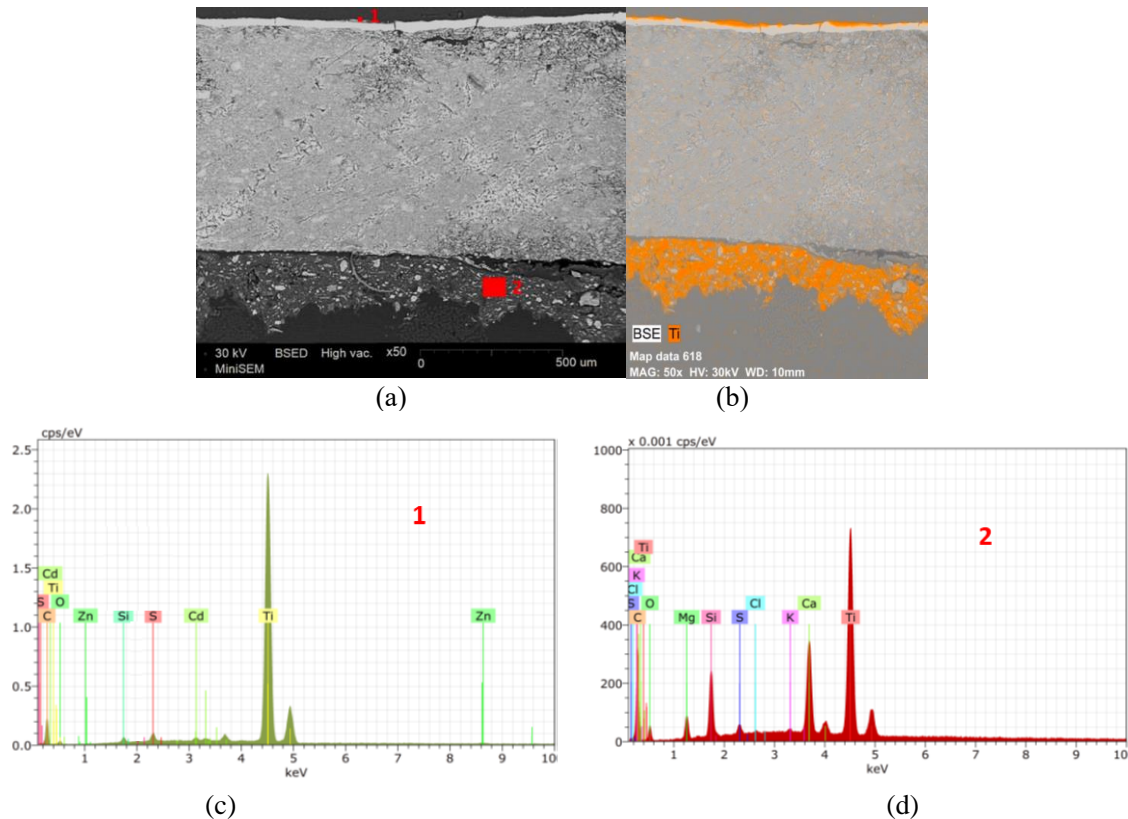 1
2
30 kV BSED High vac. x50
0 500 um
MiniSEM
BSE Ti
Map data 618
MAG: 50x HV: 30kV WD: 10mm
(a)
(b)
cps/eV
2.5
2.0
1.5
1.0
0.5
0.0
1
Cd
Ti
S O
C Zn Si S Cd Ti Zn
0 1 2 3 4 5 6 7 8 9 10
keV
(c)
x 0.001 cps/eV
1000
800
600
400
200
0
2
Ti
Ca
K
Cl
S O
C Mg Si S Cl K Ca Ti
1 2 3 4 5 6 7 8 9 10
keV
(d)